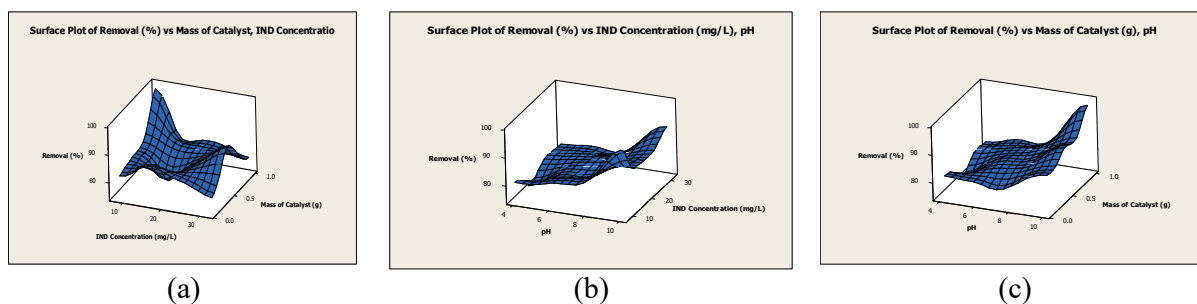 Surface Plot of Removal (%) vs Mass of Catalyst, IND Concentratio
100
Removal (%)
90
80
10
20
30
IND Concentration (mg/L)
0.0
0.5
1.0
Mass of Catalyst (g)
(a)
Surface Plot of Removal (%) vs IND Concentration (mg/L), pH
100
Removal (%)
90
80
4
6
8
10
pH
10
20
30
IND Concentration (mg/L)
(b)
Surface Plot of Removal (%) vs Mass of Catalyst (g), pH
100
Removal (%)
90
80
4
6
8
10
pH
0.0
0.5
1.0
Mass of Catalyst (g)
(c)